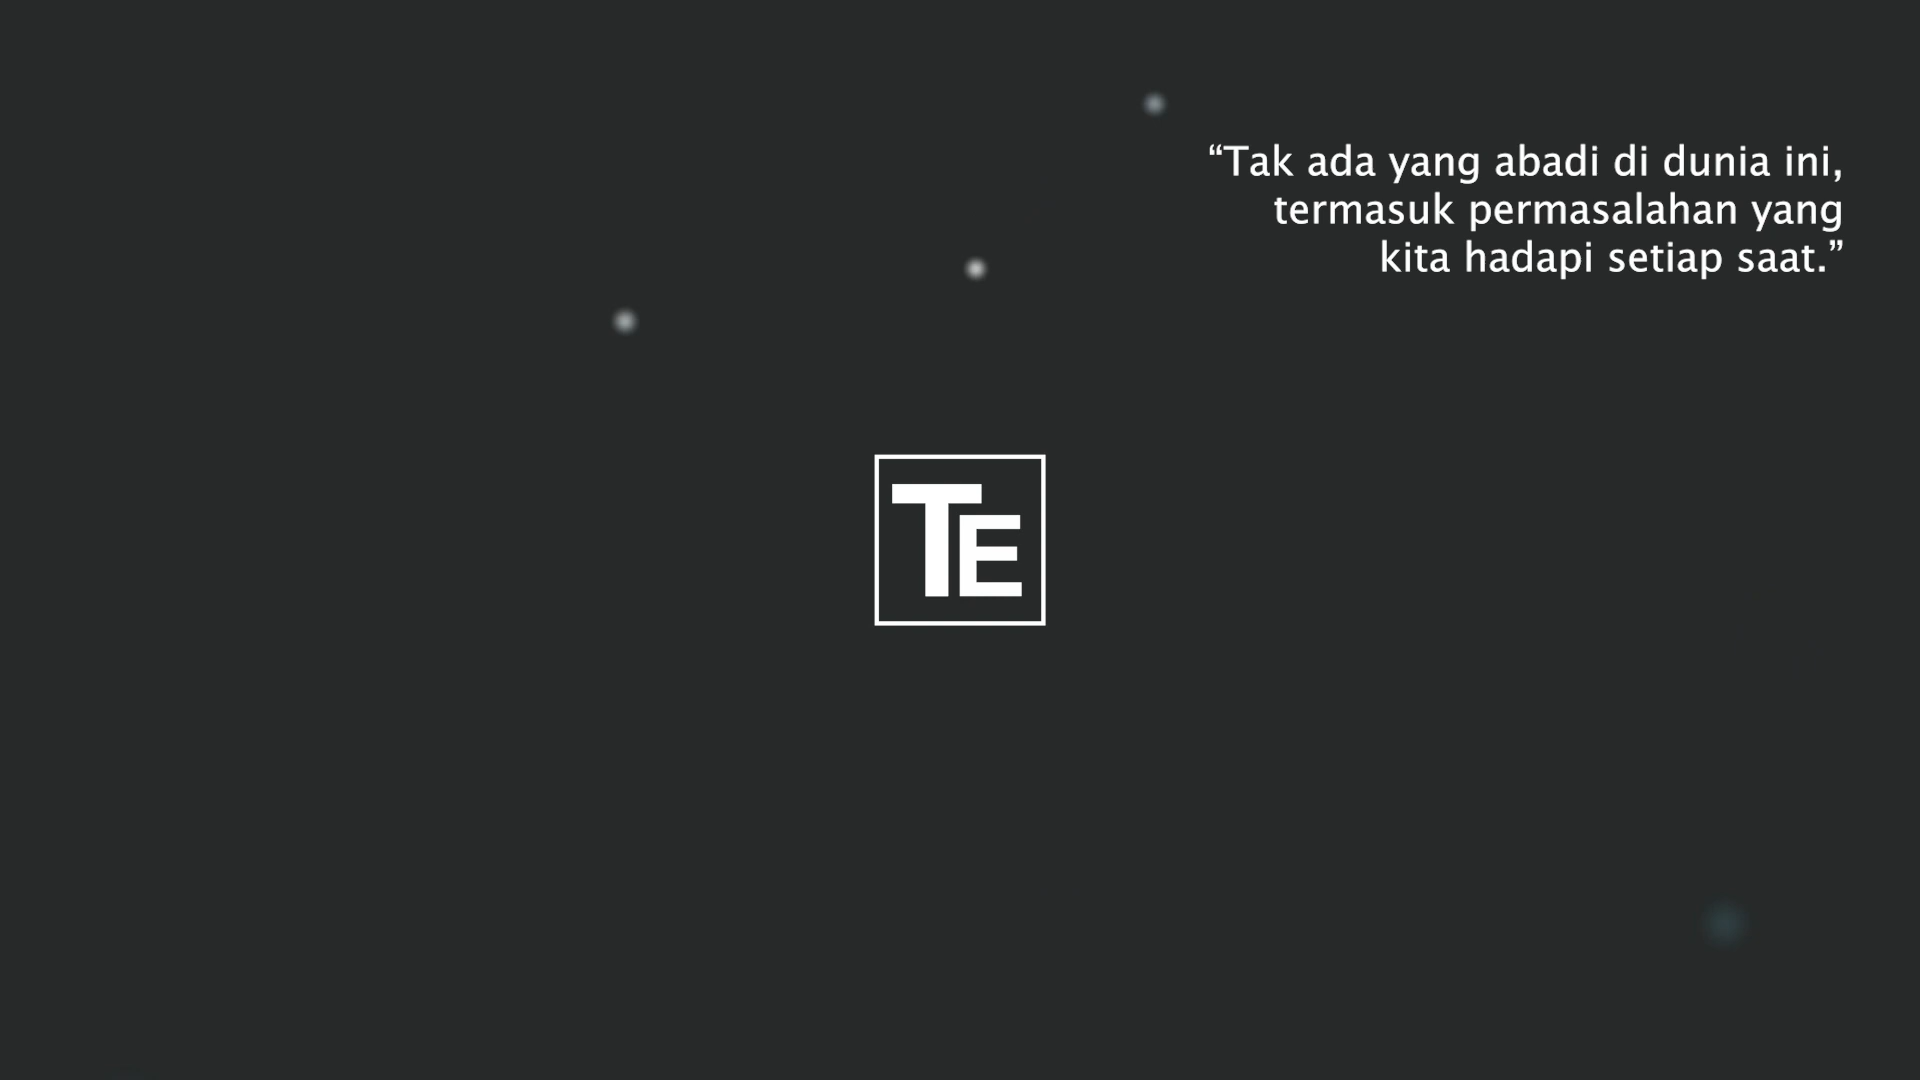 “Tak ada yang abadi di dunia ini,
termasuk permasalahan yang
kita hadapi setiap saat.”
TE